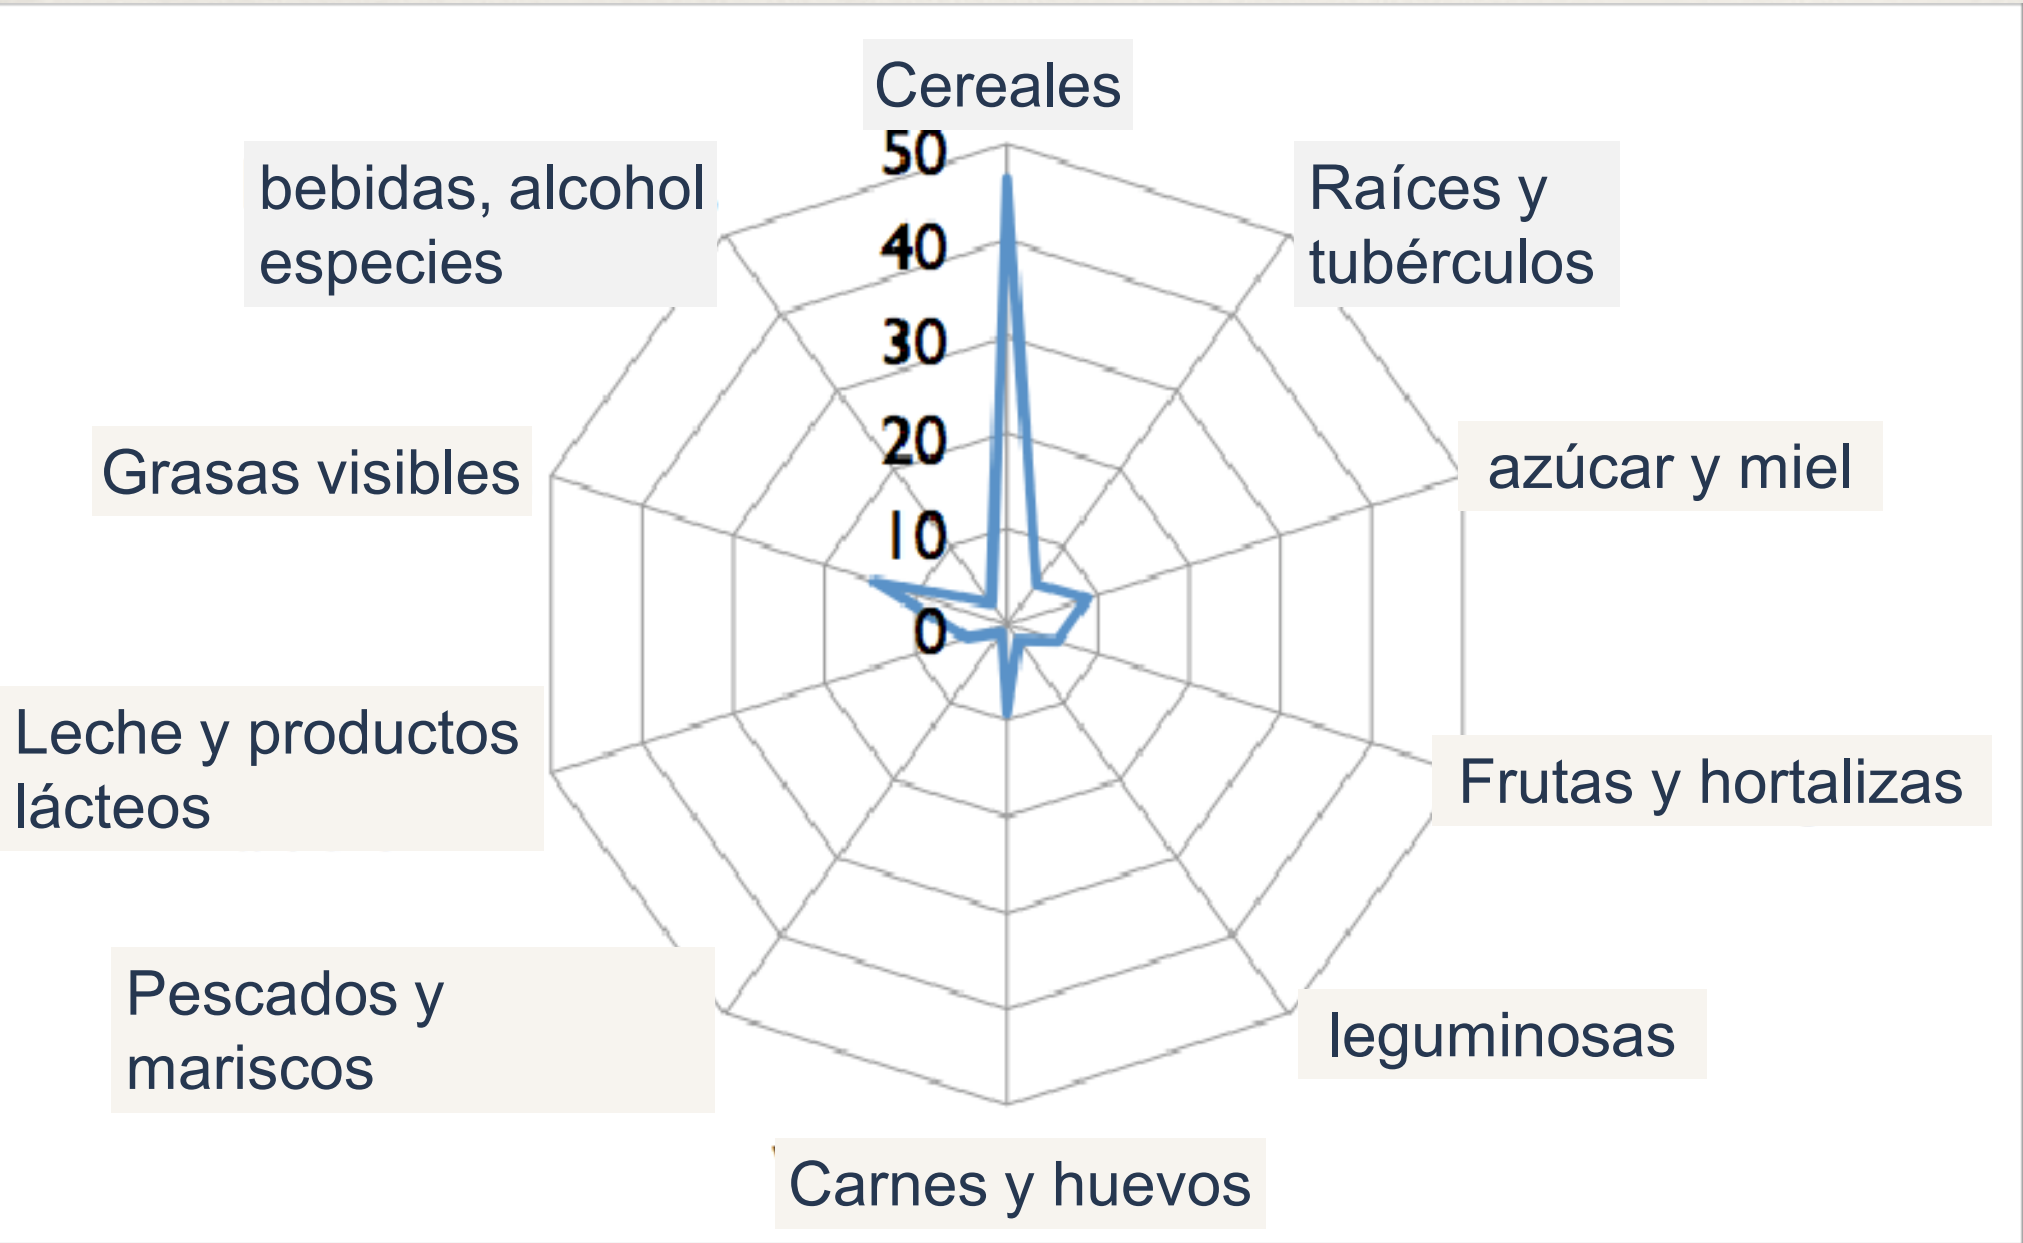 Cereales
50
40
30
20
10
0
Raíces y
tubérculos
azúcar y miel
Frutas y hortalizas
leguminosas
Carnes y huevos
Pescados y
mariscos
Leche y productos
lácteos
Grasas visibles
bebidas, alcohol
especies